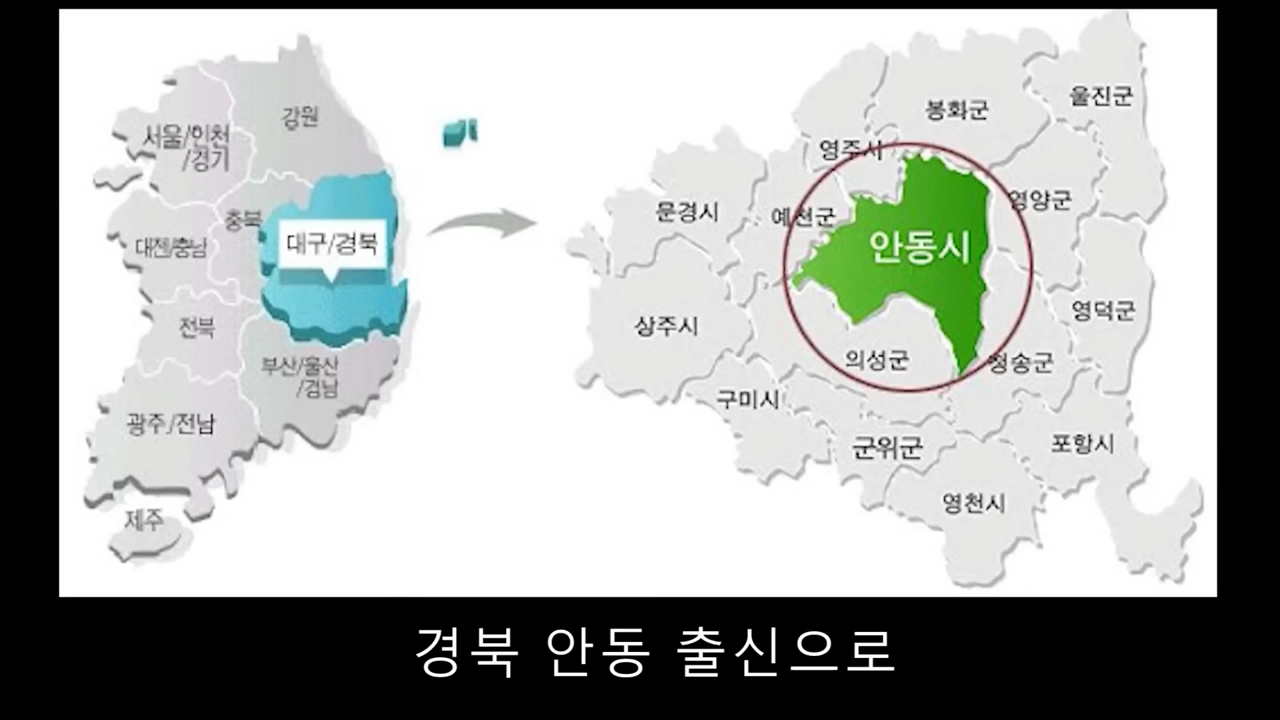 강원
서울/인천
/경기
충북
대구/경북
대전/충남
전북
부산/울산
/경남
광주/전남
제주
봉화군
울진군
영주시
문경시
예천군
영양군
안동시
상주시
영덕군
의성군
청송군
구미시
군위군
포항시
영천시
경북 안동 출신으로